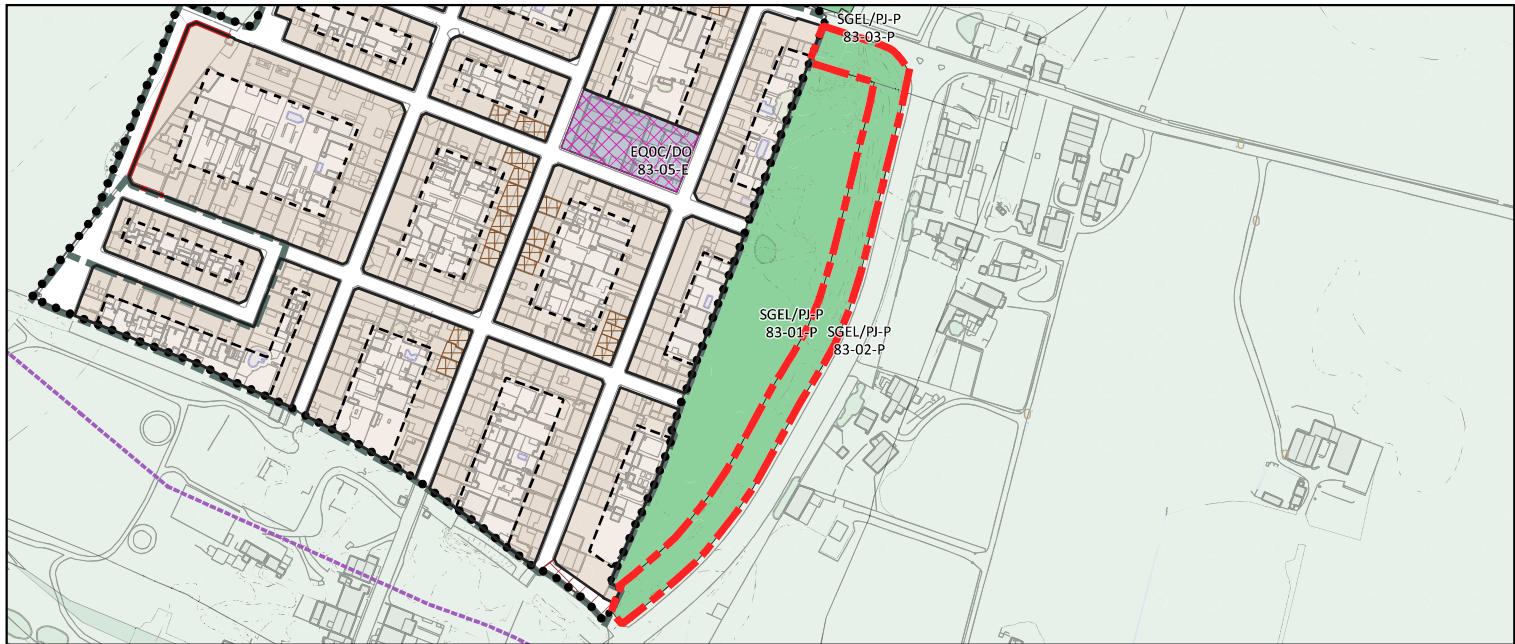 SGEL/PJ-P
83-03-P
EQ0C/DO
83-05-E
SGEL/PJ-P
83-01-P
SGEL/PJ-P
83-02-P